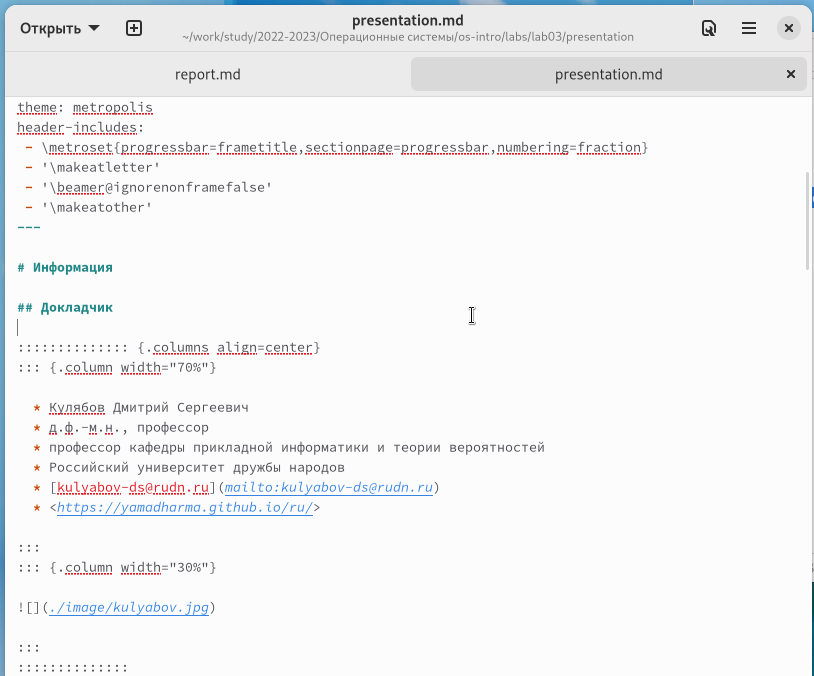 Открыть
presentation.md
~/work/study/2022-2023/Операционные системы/os-intro/labs/lab03/presentation
report.md
presentation.md
theme: metropolis
header-includes:
 - \metroset{progressbar=frametitle,sectionpage=progressbar,numbering=fraction}
 - '\makeatletter'
 - '\beamer@ignorenonframefalse'
 - '\makeatother'
---
# Информация
## Докладчик
:::::::::::::: {.columns align=center}
::: {.column width="70%"}
  * Кулябов Дмитрий Сергеевич
  * д.ф.-м.н., профессор
  * профессор кафедры прикладной информатики и теории вероятностей
  * Российский университет дружбы народов
  * [kulyabov-ds@rudn.ru](mailto:kulyabov-ds@rudn.ru)
  * <https://yamadharma.github.io/ru/>
:::
::: {.column width="30%"}
![](./image/kulyabov.jpg)
:::
::::::::::::::